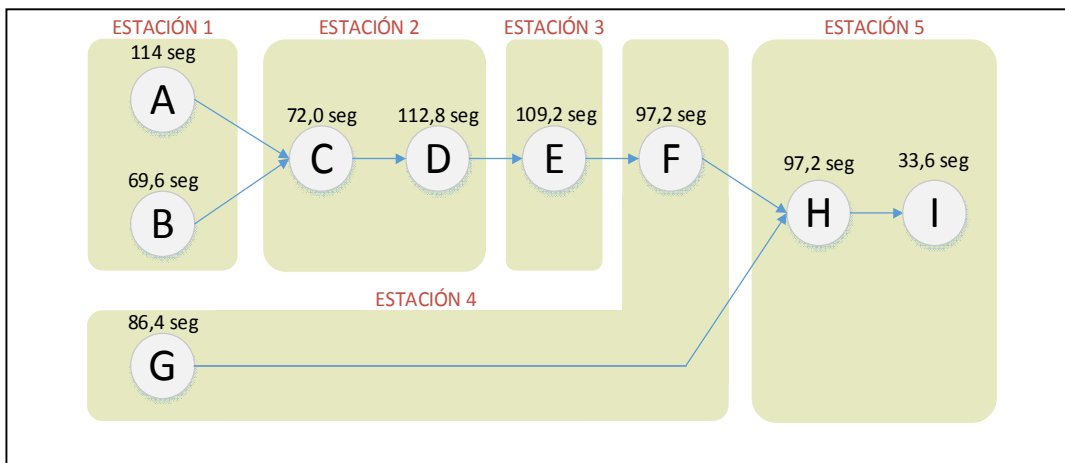 ESTACIÓN 1
ESTACIÓN 2
ESTACIÓN 3
ESTACIÓN 5
114 seg
A
72,0 seg
112,8 seg
109,2 seg
97,2 seg
C
D
E
F
69,6 seg
B
97,2 seg
33,6 seg
H
I
ESTACIÓN 4
86,4 seg
G